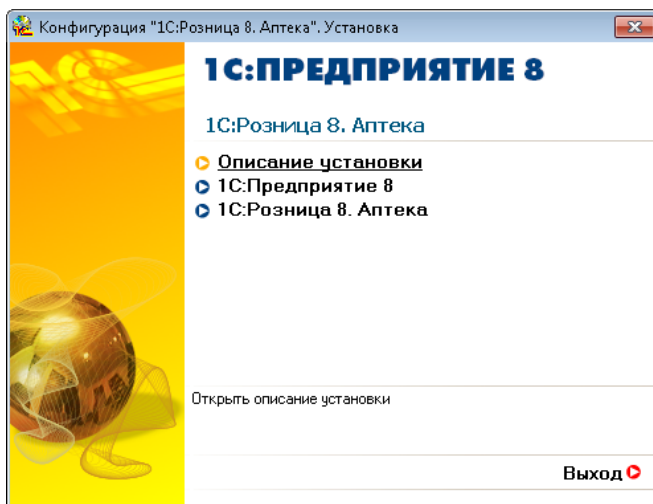 Конфигурация "1С:Розница 8. Аптека". Установка
1С:ПРЕДПРИЯТИЕ 8
1С:Розница 8. Аптека
Описание установки
1С:Предприятие 8
1С:Розница 8. Аптека
Открыть описание установки
Выход